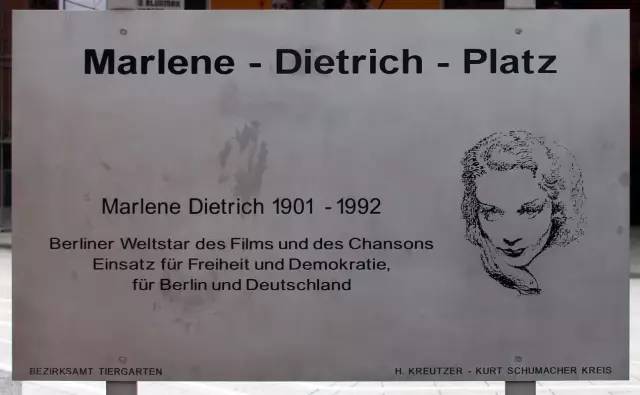 Marlene - Dietrich - Platz
Marlene Dietrich 1901 - 1992
Berliner Weltstar des Films und des Chansons
Einsatz für Freiheit und Demokratie,
für Berlin und Deutschland
BEZIRKSAMT TIERGARTEN
H. KREUTZER - KURT SCHUMACHER KREIS